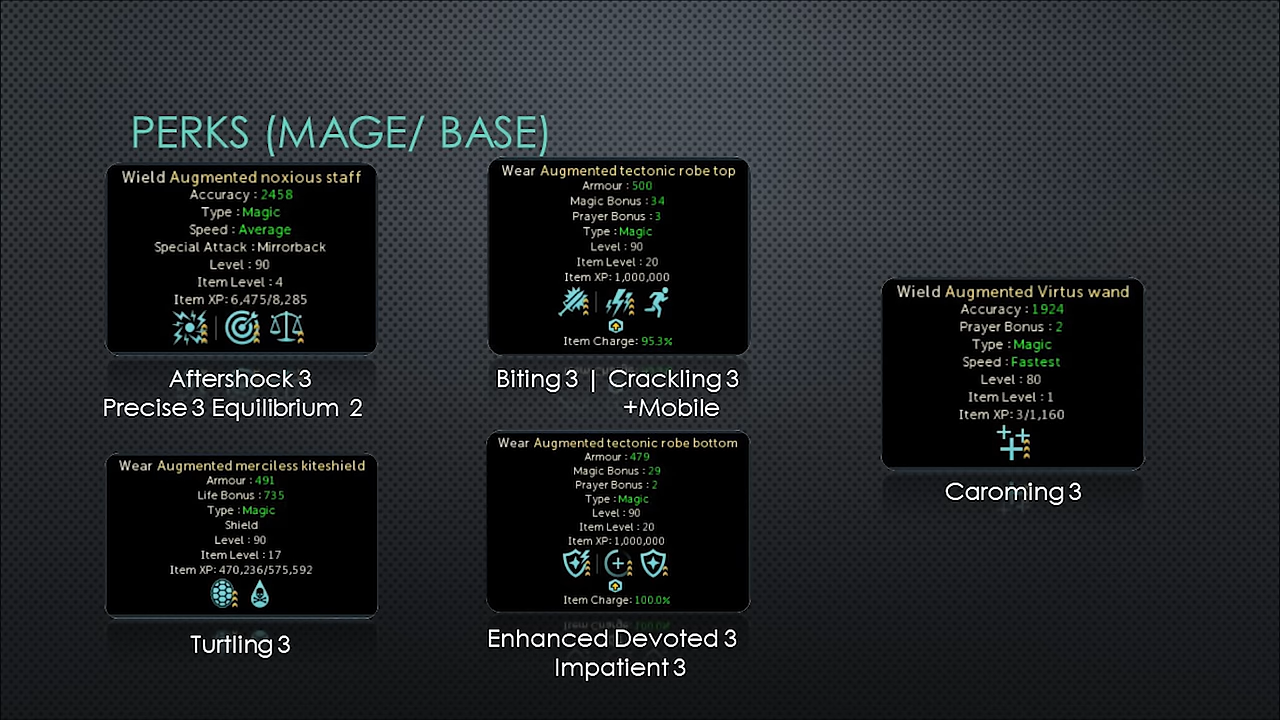 PERKS (MAGE/ BASE)
Wield Augmented noxious staff
Accuracy : 2458
Type : Magic
Speed : Average
Special Attack : Mirrorback
Level : 90
Item Level : 4
Item XP: 6,475/8,285
Aftershock 3
Precise 3 Equilibrium 2
Wear Augmented merciless kiteshield
Armour : 491
Life Bonus : 735
Type : Magic
Shield
Level : 90
Item Level : 17
Item XP: 470,236/575,592
Turtling 3
Wear Augmented tectonic robe top
Armour : 500
Magic Bonus : 34
Prayer Bonus : 3
Type : Magic
Level : 90
Item Level : 20
Item XP: 1,000,000
Item Charge: 95.3%
Biting 3 | Crackling 3
+Mobile
Wear Augmented tectonic robe bottom
Armour : 479
Magic Bonus : 29
Prayer Bonus : 2
Type : Magic
Level : 90
Item Level : 20
Item XP: 1,000,000
Item Charge: 100.0%
Enhanced Devoted 3
Impatient 3
Wield Augmented Virtus wand
Accuracy : 1924
Prayer Bonus : 2
Type : Magic
Speed : Fastest
Level : 80
Item Level : 1
Item XP: 3/1,160
Caroming 3